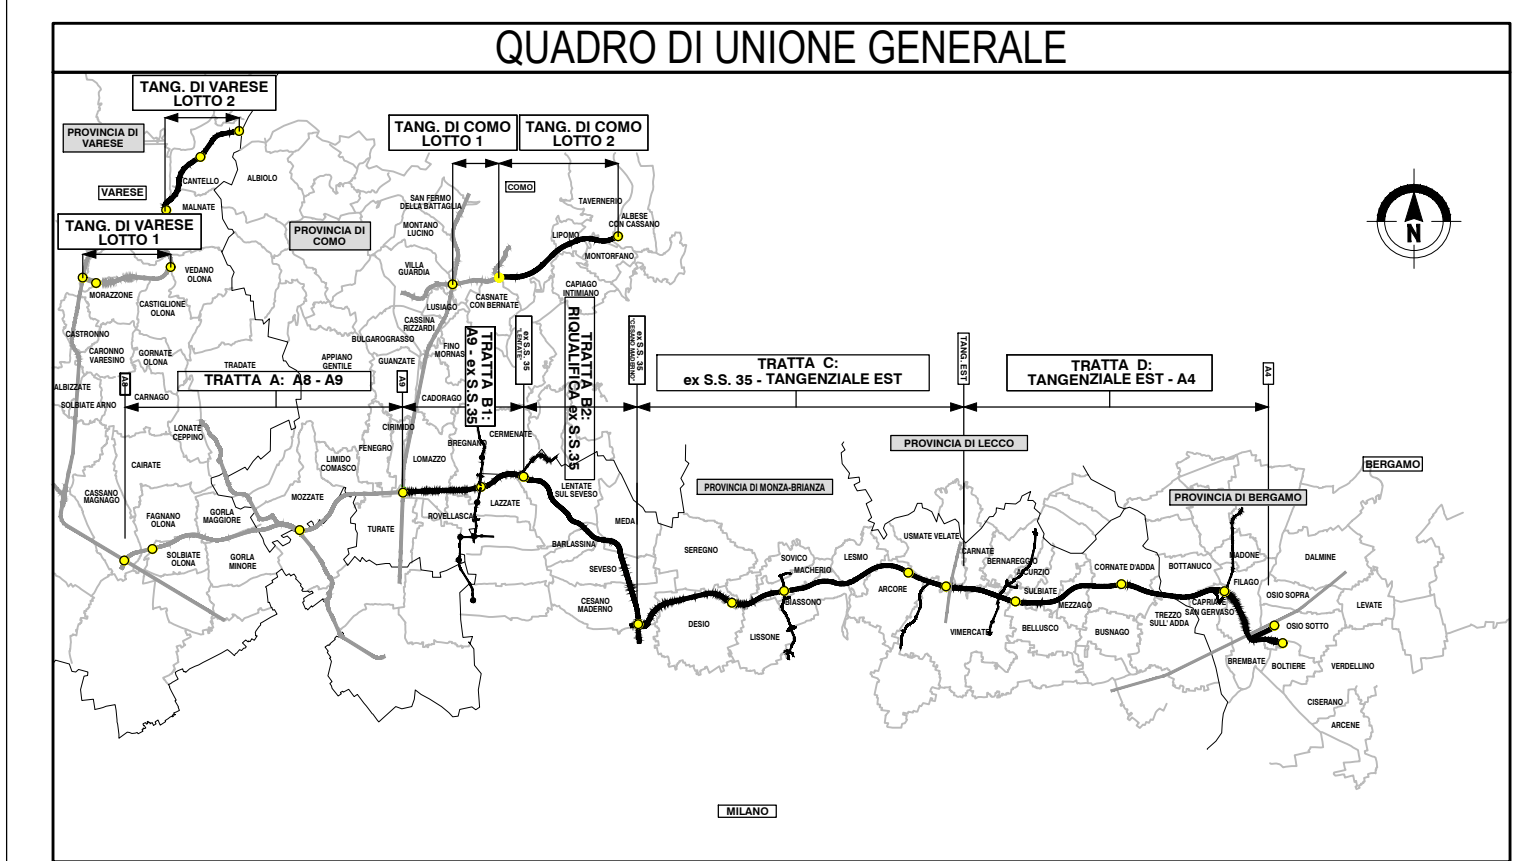 QUADRO DI UNIONE GENERALE
TANG. DI VARESE
LOTTO 2
PROVINCIA DI
VARESE
CANTELLO
ALBIOLO
VARESE
MALNATE
TANG. DI VARESE
LOTTO 1
PROVINCIA DI
COMO
TANG. DI COMO
LOTTO 1
TANG. DI COMO
LOTTO 2
COMO
SAN FERMO
DELLA BATTAGLIA
TAVERNERIO
ALBESE
CON CASSANO
MONTANO
LUCINO
LIPOMO
MONTORFANO
VILLA
GUARDIA
CAPIAGO
INTIMIANO
LUSIAGO
CASNATE
CON BERNATE
CASSINA
RIZZARDI
BULGAROGRASSO
FINO
MORNAS
GUANZATE
APPIANO
GENTILE
VEDANO
OLONA
MORAZZONE
CASTIGLIONE
OLONA
CASTRONNO
CARONNO
VARESINO
GORNATE
OLONA
TRADATE
ALBIZZATE
SOLBIATE ARNO
CARNAGO
A8
TRATTA A: A8 - A9
A9
CADORAGO
TRATTA B1:
A9 - ex S.S.35
ex S.S. 35
"LENTATE"
TRATTA B2:
RIQUALIFICA ex S.S.35
ex S.S. 35
"CESANO MADERNO"
TRATTA C:
ex S.S. 35 - TANGENZIALE EST
TANG. EST
TRATTA D:
TANGENZIALE EST - A4
A4
N
LONATE
CEPPINO
CIRIMIDO
FENEGRO
BREGNANO
CERMENATE
LIMIDO
COMASCO
LOMAZZO
CAIRATE
CASSANO
MAGNAGO
MOZZATE
FAGNANO
OLONA
GORLA
MAGGIORE
TURATE
ROVELLASCA
LAZZATE
LENTATE
SUL SEVESO
SOLBIATE
OLONA
GORLA
MINORE
BARLASSINA
MEDA
SEVESO
CESANO
MADERNO
PROVINCIA DI LECCO
PROVINCIA DI MONZA-BRIANZA
BERGAMO
PROVINCIA DI BERGAMO
SEREGNO
SOVICO
MACHERIO
LESMO
USMATE VELATE
CARNATE
BERNAREGGIO
AICURZIO
CORNATE D'ADDA
BOTTANUCO
MADONE
DALMINE
FILAGO
OSIO SOPRA
LEVATE
ARCORE
BIASSONO
DESIO
LISSONE
SULBIATE
MEZZAGO
BELLUSCO
VIMERCATE
BUSNAGO
TREZZO
SULL' ADDA
CAPRIATE
SAN GERVASO
OSIO SOTTO
BREMBATE
BOLTIERE
VERDELLINO
CISERANO
ARCENE
MILANO